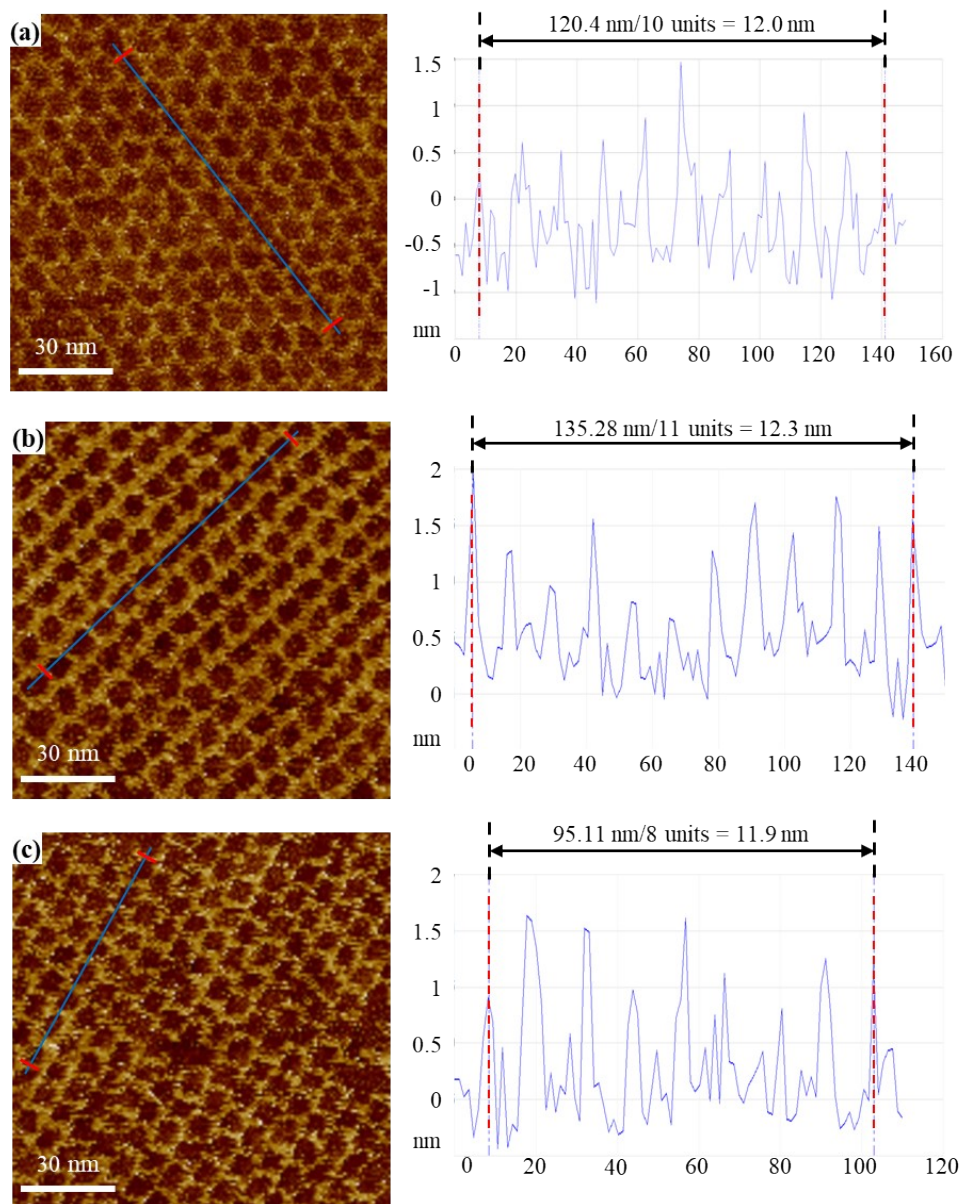 (a)
30 nm
120.4 nm/10 units = 12.0 nm
1.5
1
0.5
0
-0.5
-1
nm
0 20 40 60 80 100 120 140 160
(b)
30 nm
135.28 nm/11 units = 12.3 nm
2
1.5
1
0.5
0
nm
0 20 40 60 80 100 120 140
(c)
30 nm
95.11 nm/8 units = 11.9 nm
2
1.5
1
0.5
0
nm
0 20 40 60 80 100 120